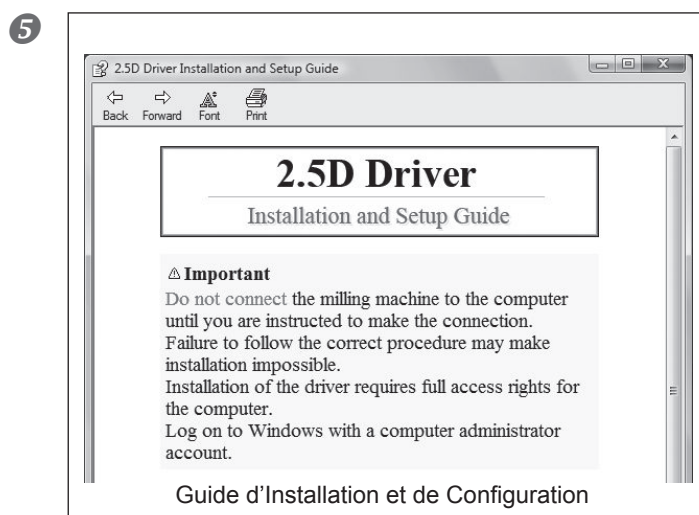 5
2.5D Driver Installation and Setup Guide
Back Forward Font Print
2.5D Driver
Installation and Setup Guide
⚠ Important
Do not connect the milling machine to the computer
until you are instructed to make the connection.
Failure to follow the correct procedure may make
installation impossible.
Installation of the driver requires full access rights for
the computer.
Log on to Windows with a computer administrator
account.
Guide d’Installation et de Configuration